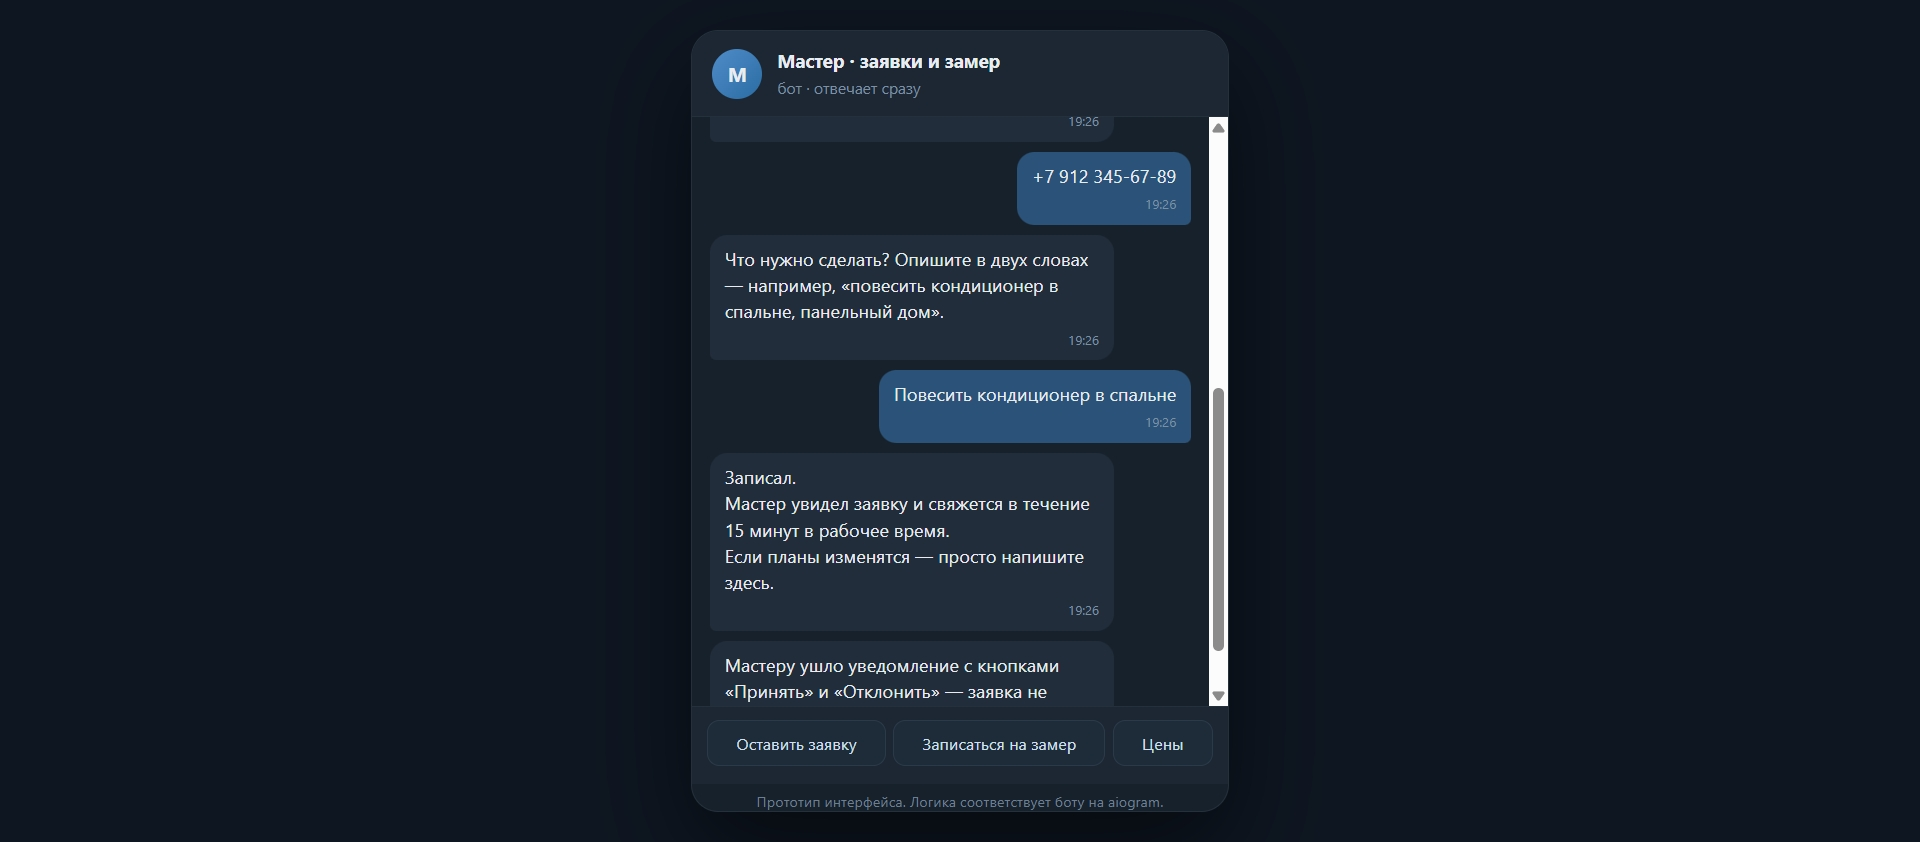 М
Мастер · заявки и замер
бот · отвечает сразу
19:26
+7 912 345-67-89
19:26
Что нужно сделать? Опишите в двух словах
— например, «повесить кондиционер в
спальне, панельный дом».
19:26
Повесить кондиционер в спальне
19:26
Записал.
Мастер увидел заявку и свяжется в течение
15 минут в рабочее время.
Если планы изменятся — просто напишите
здесь.
19:26
Мастеру ушло уведомление с кнопками
«Принять» и «Отклонить» — заявка не
Оставить заявку
Записаться на замер
Цены
Прототип интерфейса. Логика соответствует боту на aiogram.